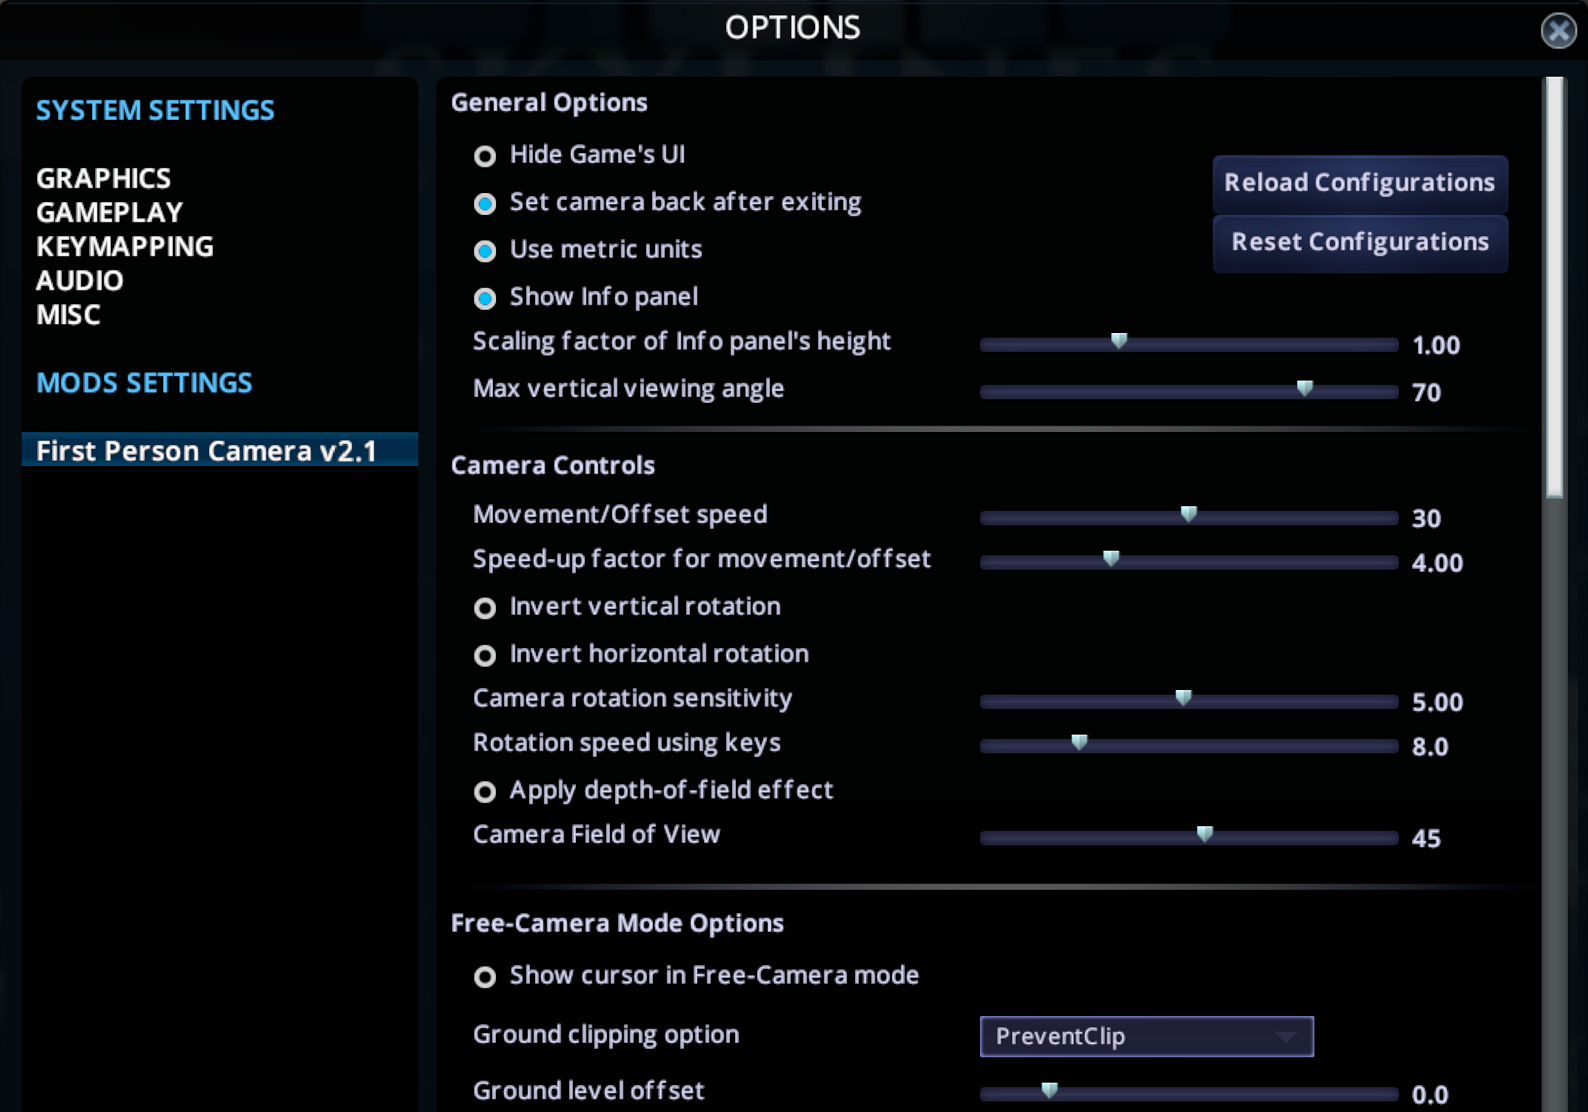 OPTIONS
SYSTEM SETTINGS
GRAPHICS
GAMEPLAY
KEYMAPPING
AUDIO
MISC
MODS SETTINGS
First Person Camera v2.1
General Options
Hide Game's UI
Set camera back after exiting
Use metric units
Show Info panel
Reload Configurations
Reset Configurations
Scaling factor of Info panel's height 1.00
Max vertical viewing angle 70
Camera Controls
Movement/Offset speed 30
Speed-up factor for movement/offset 4.00
Invert vertical rotation
Invert horizontal rotation
Camera rotation sensitivity 5.00
Rotation speed using keys 8.0
Apply depth-of-field effect
Camera Field of View 45
Free-Camera Mode Options
Show cursor in Free-Camera mode
Ground clipping option PreventClip
Ground level offset 0.0